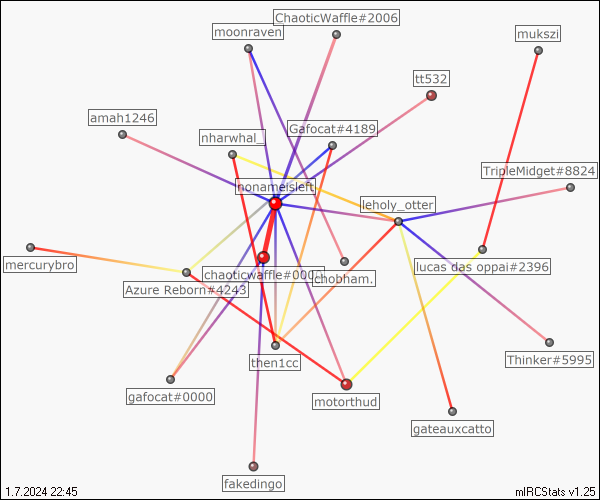 ChaoticWaffle#2006
moonraven
mukszi
tt532
amah1246
Gafocat#4189
nharwhal_
TripleMidget#8824
honameisleft
leholy_otter
mercurybro
chaoticwaffle#0000
chobham.
lucas das oppai#2396
Azure Reborn#4243
then1cc
Thinker#5995
gafocat#0000
motorthud
gateauxcatto
fakedingo
1.7.2024 22:45
mIRCStats v1.25